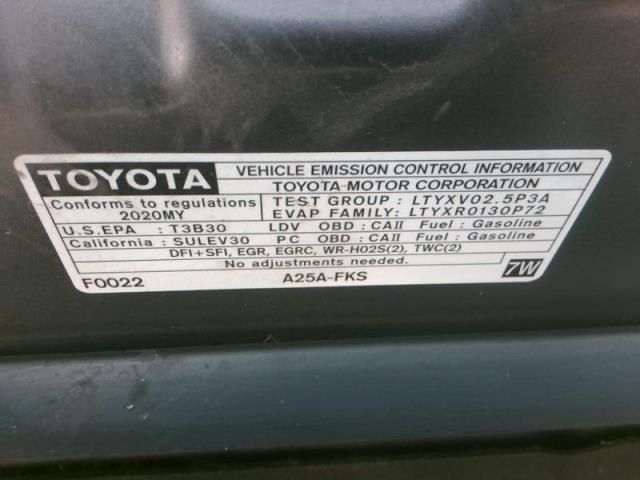 TOYOTA VEHICLE EMISSION CONTROL INFORMATION
TOYOTA MOTOR CORPORATION
Conforms to regulations TEST GROUP: LTYXV02.5P3A
2020MY EVAP FAMILY: LTYXR0130P72
U.S.EPA : T3B30 LDV OBD : CAII Fuel : Gasoline
California : SULEV30 PC OBD : CAII Fuel : Gasoline
DFI+SFI, EGR, EGRC, WR-HO2S(2), TWC(2)
No adjustments needed.
F0022 A25A-FKS 7W